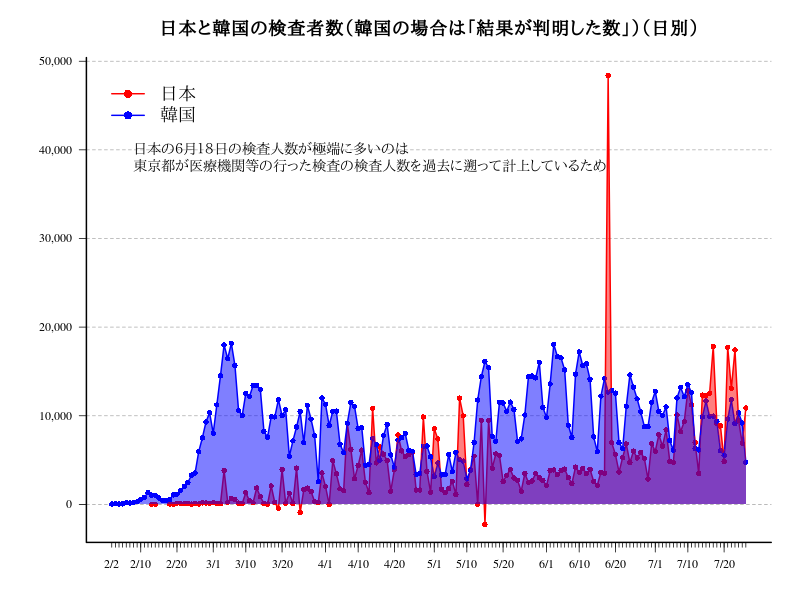 日本と韓国の検査者数（韓国の場合は「結果が判明した数」）（日別）
50,000
日本
韓国
日本の6月18日の検査人数が極端に多いのは
40,000
東京都が医療機関等の行った検査の検査人数を過去に遡って計上しているため
30,000
20,000
10,000
0
2/2 2/10 2/20 3/1 3/10 3/20 4/1 4/10 4/20 5/1 5/10 5/20 6/1 6/10 6/20 7/1 7/10 7/20